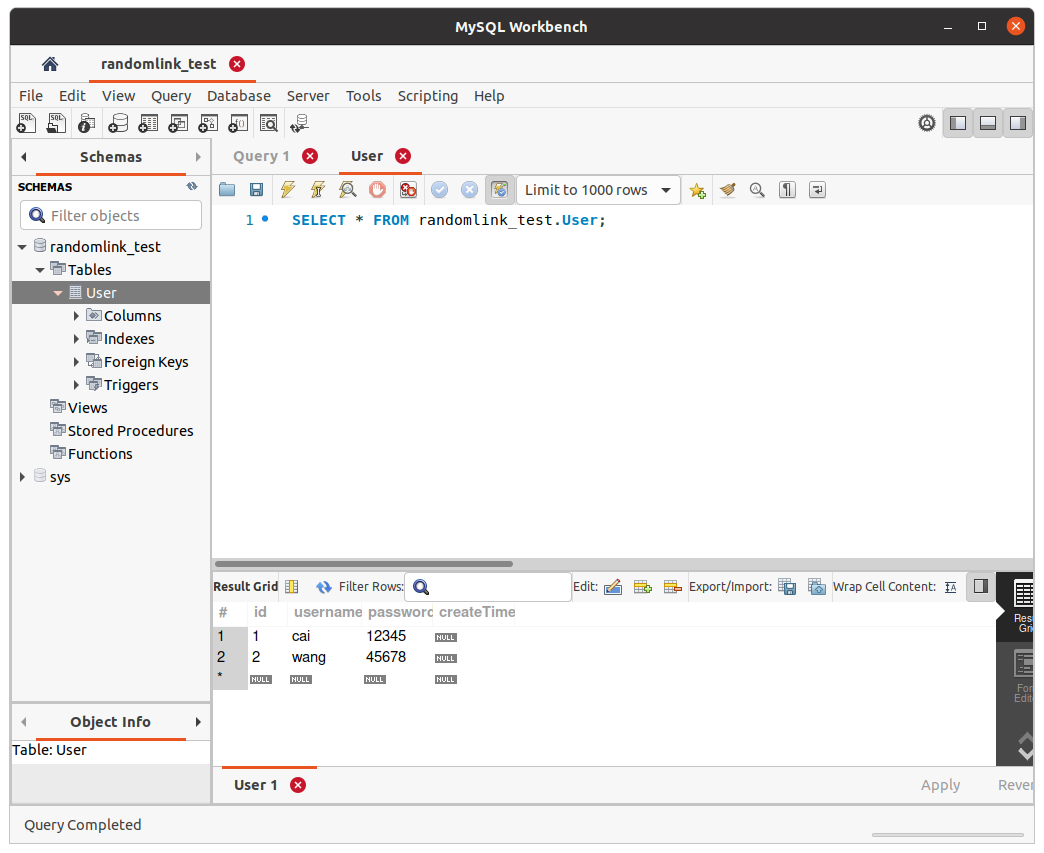 MySQL Workbench
randomlink_test
File Edit View Query Database Server Tools Scripting Help
Schemas
Query 1 User
SCHEMAS
Limit to 1000 rows
Filter objects
1 SELECT * FROM randomlink_test.User;
randomlink_test
Tables
User
Columns
Indexes
Foreign Keys
Triggers
Views
Stored Procedures
Functions
sys
Result Grid Filter Rows: Edit: Export/Import: Wrap Cell Content:
# id username password createTime
1 1 cai 12345 NULL
2 2 wang 45678 NULL
* NULL NULL NULL NULL
Resu
Gri
For
Edit
Object Info
Table: User
User 1 Apply Rever
Query Completed